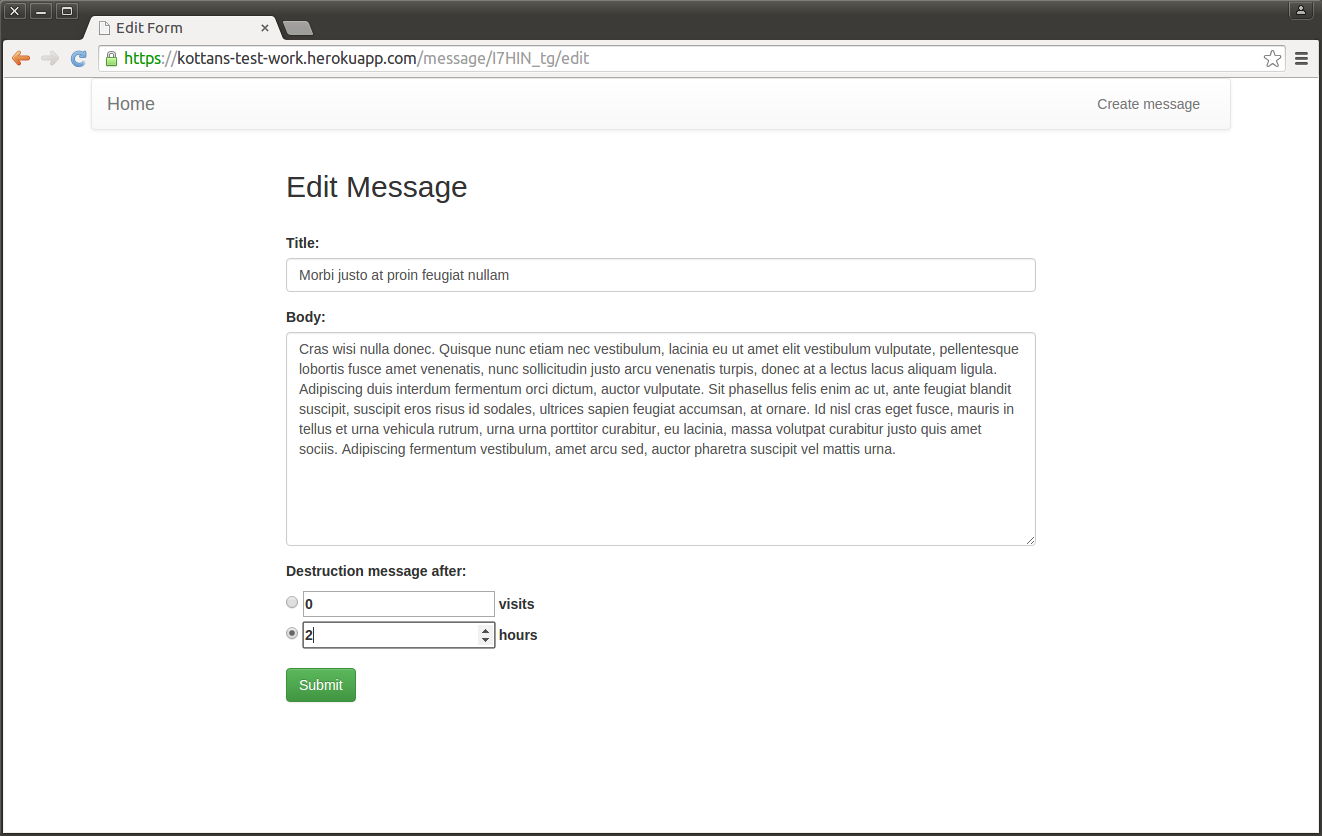 Edit Form
https://kottans-test-work.herokuapp.com/message/I7HIN_tg/edit
Home
Create message
Edit Message
Title:
Morbi justo at proin feugiat nullam
Body:
Cras wisi nulla donec. Quisque nunc etiam nec vestibulum, lacinia eu ut amet elit vestibulum vulputate, pellentesque
lobortis fusce amet venenatis, nunc sollicitudin justo arcu venenatis turpis, donec at a lectus lacus aliquam ligula.
Adipiscing duis interdum fermentum orci dictum, auctor vulputate. Sit phasellus felis enim ac ut, ante feugiat blandit
suscipit, suscipit eros risus id sodales, ultrices sapien feugiat accumsan, at ornare. Id nisl cras eget fusce, mauris in
tellus et urna vehicula rutrum, urna urna porttitor curabitur, eu lacinia, massa volutpat curabitur justo quis amet
sociis. Adipiscing fermentum vestibulum, amet arcu sed, auctor pharetra suscipit vel mattis urna.
Destruction message after:
0 visits
2 hours
Submit